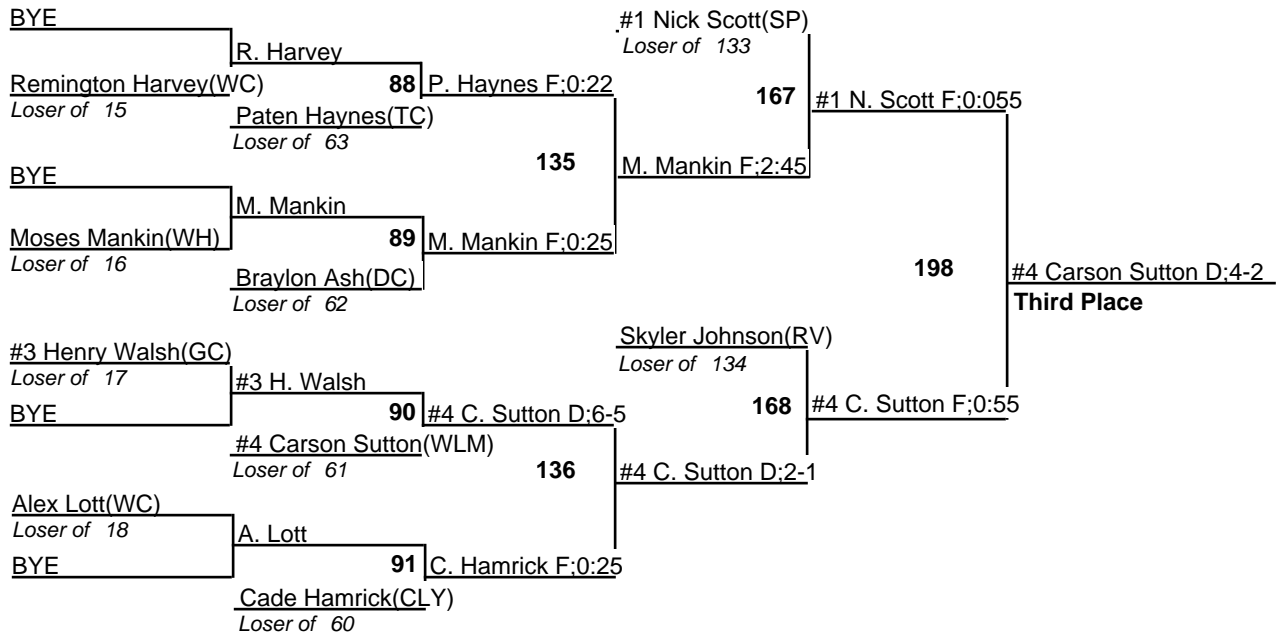 BYE
#1 Nick Scott(SP)
Loser of 133
R. Harvey
Remington Harvey(WC)
Loser of 15
88
P. Haynes F;0:22
167
#1 N. Scott F;0:055
Paten Haynes(TC)
Loser of 63
135
M. Mankin F;2:45
BYE
M. Mankin
Moses Mankin(WH)
Loser of 16
89
M. Mankin F;0:25
Braylon Ash(DC)
Loser of 62
198
#4 Carson Sutton D;4-2
Third Place
#3 Henry Walsh(GC)
Loser of 17
Skyler Johnson(RV)
Loser of 134
#3 H. Walsh
BYE
90
#4 C. Sutton D;6-5
168
#4 C. Sutton F;0:55
#4 Carson Sutton(WLM)
Loser of 61
136
#4 C. Sutton D;2-1
Alex Lott(WC)
Loser of 18
A. Lott
BYE
91
C. Hamrick F;0:25
Cade Hamrick(CLY)
Loser of 60